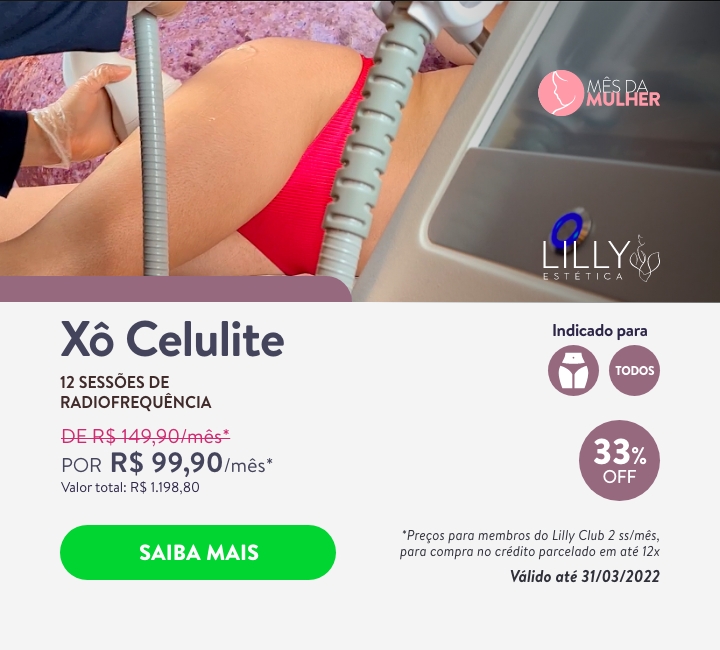 MÊS DA
MULHER
LILLY
ESTÉTICA
Xô Celulite
12 SESSÕES DE
RADIOFREQUÊNCIA
DE R$ 149,90/mês*
POR R$ 99,90/mês*
Valor total: R$ 1.198,80
SAIBA MAIS
Indicado para
TODOS
33%
OFF
*Preços para membros do Lilly Club 2 ss/mês,
para compra no crédito parcelado em até 12x
Válido até 31/03/2022